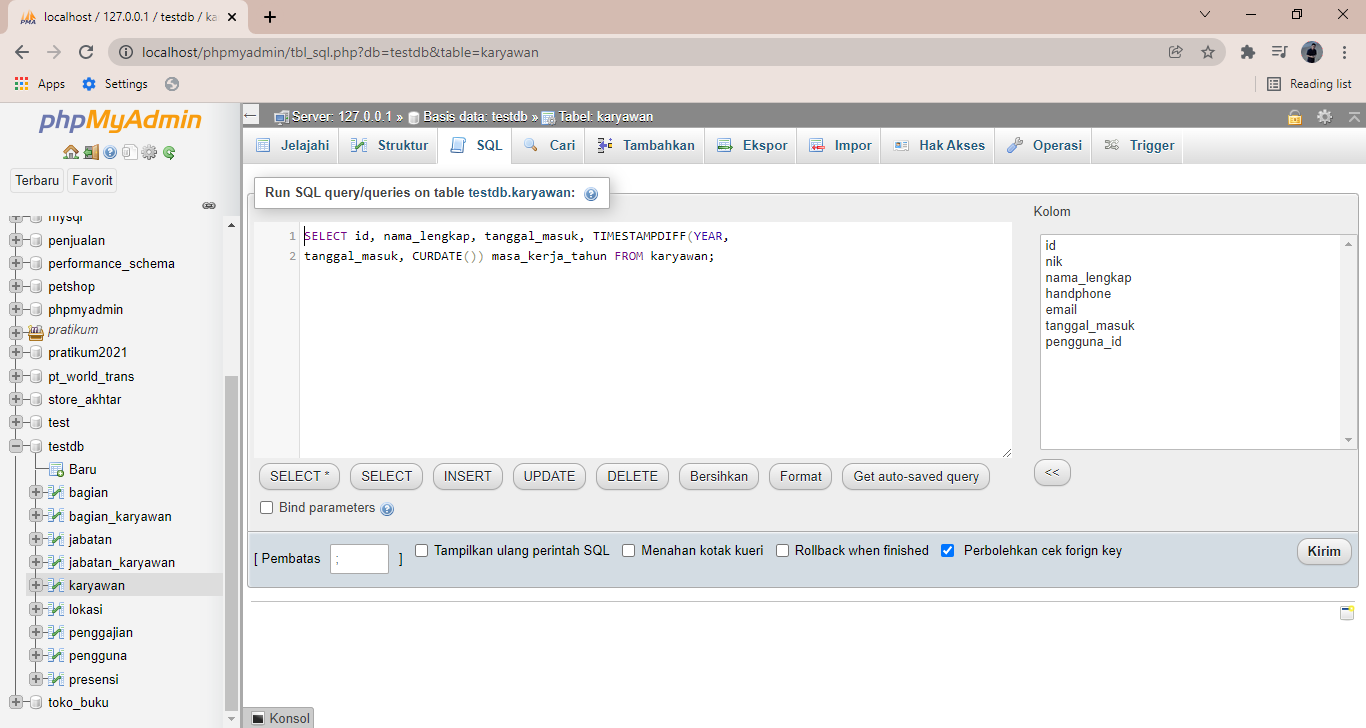 localhost / 127.0.0.1 / testdb / ka
localhost/phpmyadmin/tbl_sql.php?db=testdb&table=karyawan
Apps Settings Reading list
phpMyAdmin
Terbaru Favorit
mysql
penjualan
performance_schema
petshop
phpmyadmin
pratikum
pratikum2021
pt_world_trans
store_akhtar
test
testdb
Baru
bagian
bagian_karyawan
jabatan
jabatan_karyawan
karyawan
lokasi
penggajian
pengguna
presensi
toko_buku
Server: 127.0.0.1 » Basis data: testdb » Tabel: karyawan
Jelajahi Struktur SQL Cari Tambahkan Ekspor Impor Hak Akses Operasi Trigger
Run SQL query/queries on table testdb.karyawan:
1 SELECT id, nama_lengkap, tanggal_masuk, TIMESTAMPDIFF(YEAR,
2 tanggal_masuk, CURDATE()) masa_kerja_tahun FROM karyawan;
Kolom
id
nik
nama_lengkap
handphone
email
tanggal_masuk
pengguna_id
SELECT * SELECT INSERT UPDATE DELETE Bersihkan Format Get auto-saved query <<
Bind parameters
[ Pembatas ; ] Tampilkan ulang perintah SQL Menahan kotak kueri Rollback when finished Perbolehkan cek forign key Kirim
Konsol